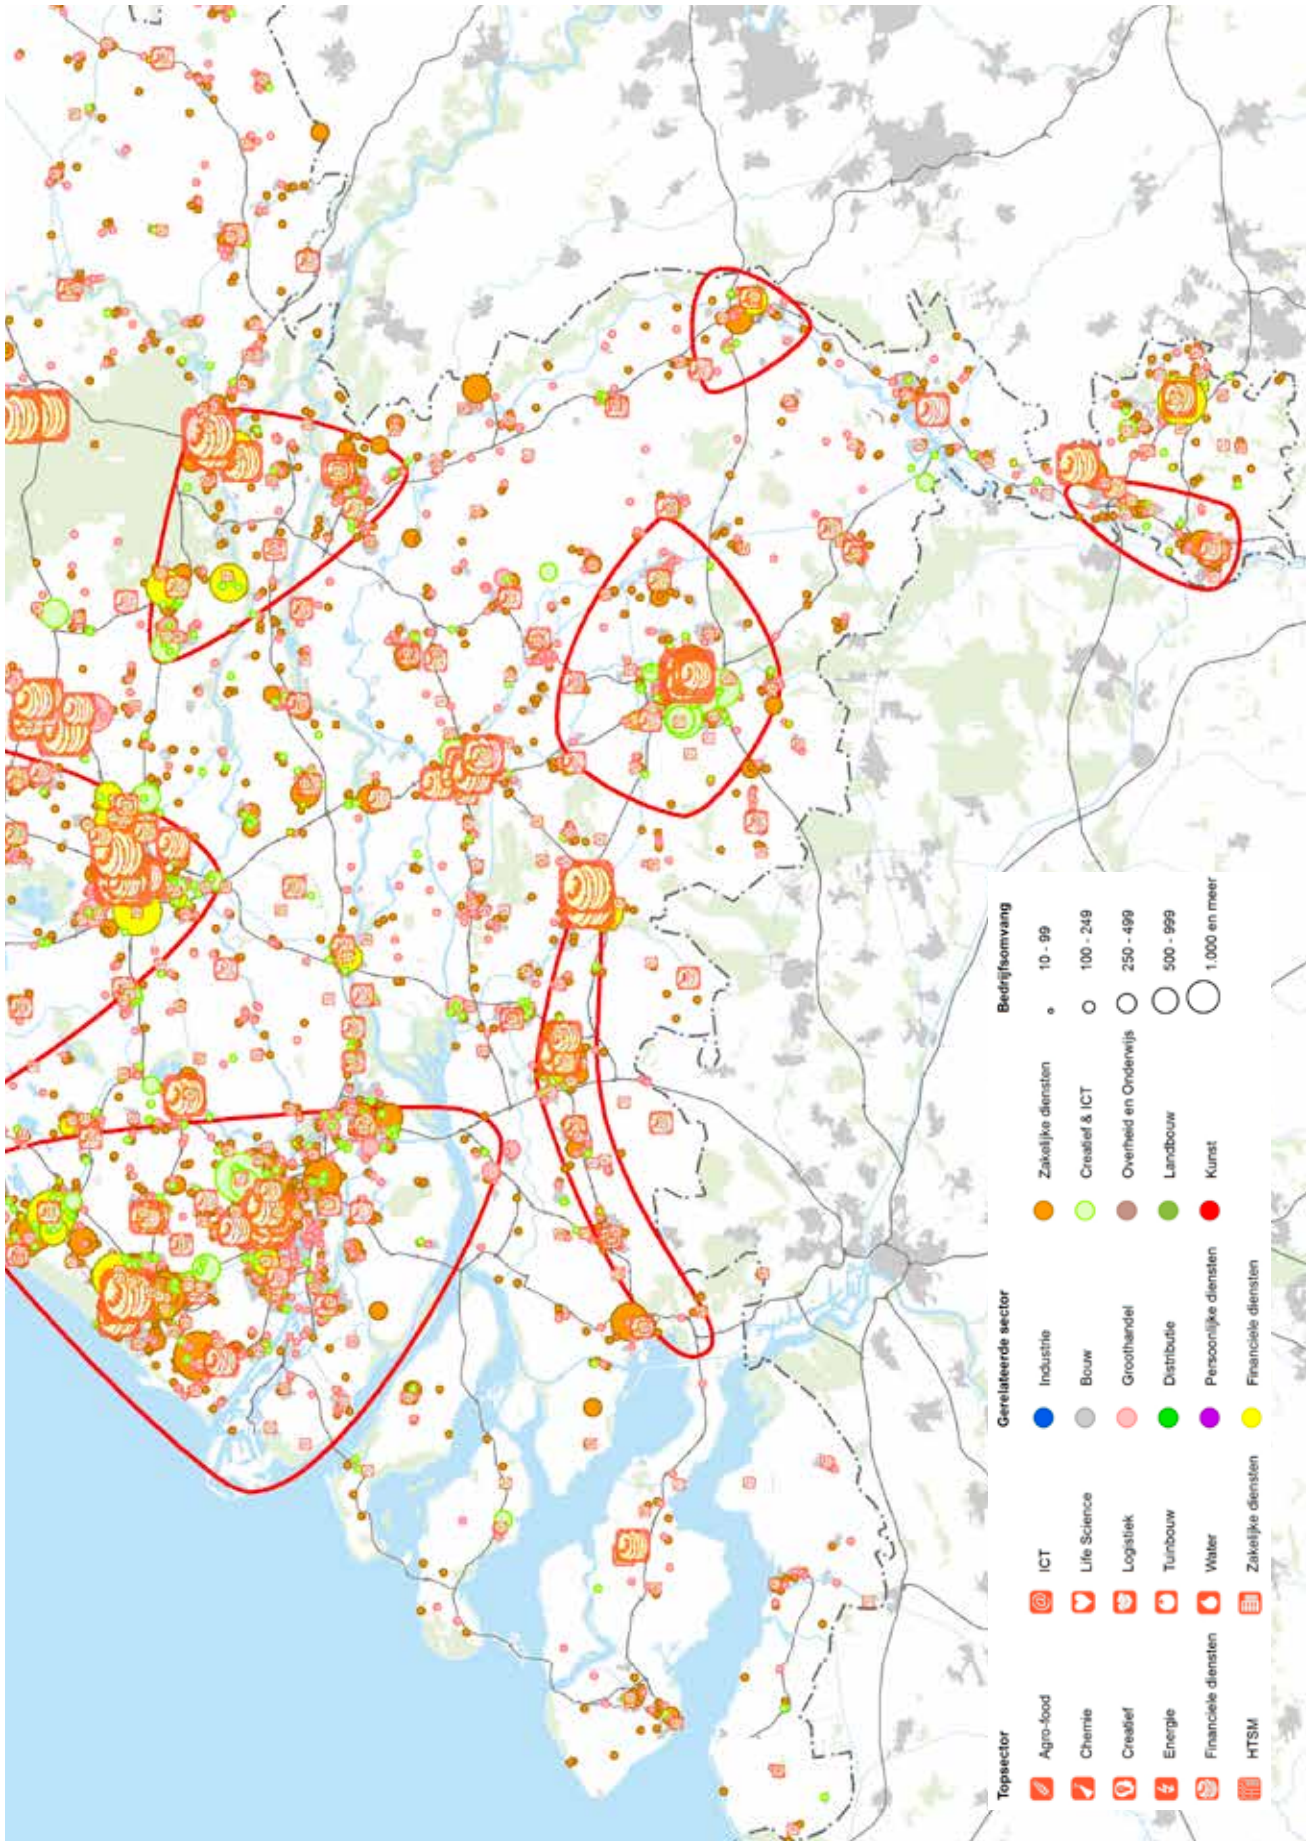 Topsector
Agro-food
Chemie
Creatief
Energie
Financiele diensten
HTSM
ICT
Life Science
Logistiek
Tuinbouw
Water
Zakelijke diensten
Gerelateerde sector
Industrie
Bouw
Groothandel
Distributie
Persoonlijke diensten
Financiele diensten
Zakelijke diensten
Creatief & ICT
Overheid en Onderwijs
Landbouw
Kunst
Bedrijfsomvang
10 - 99
100 - 249
250 - 499
500 - 999
1.000 en meer